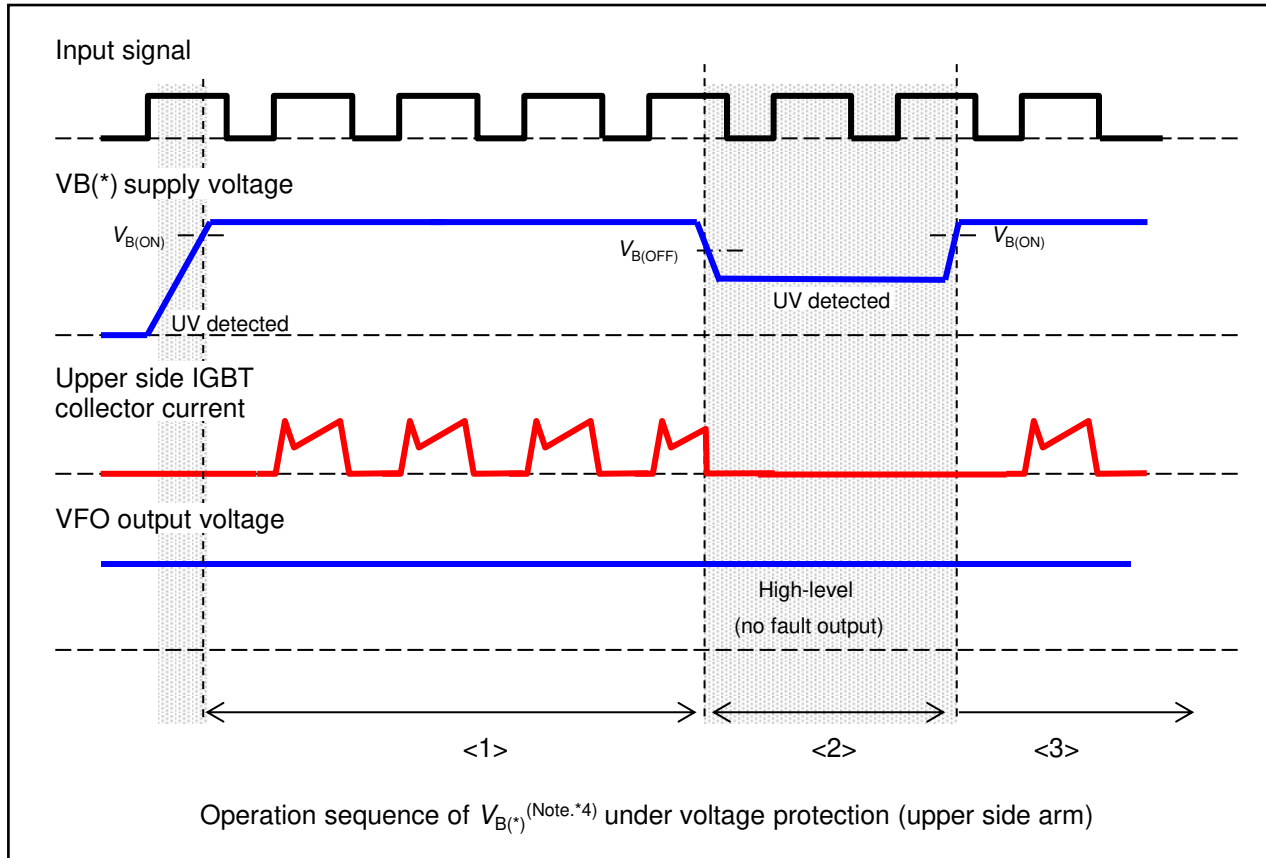 Input signal
VB(*) supply voltage
VB(ON)
VB(OFF)
VB(ON)
UV detected
UV detected
Upper side IGBT
collector current
VFO output voltage
High-level
(no fault output)
<1>
<2>
<3>
Operation sequence of VB(*)(Note.*4) under voltage protection (upper side arm)